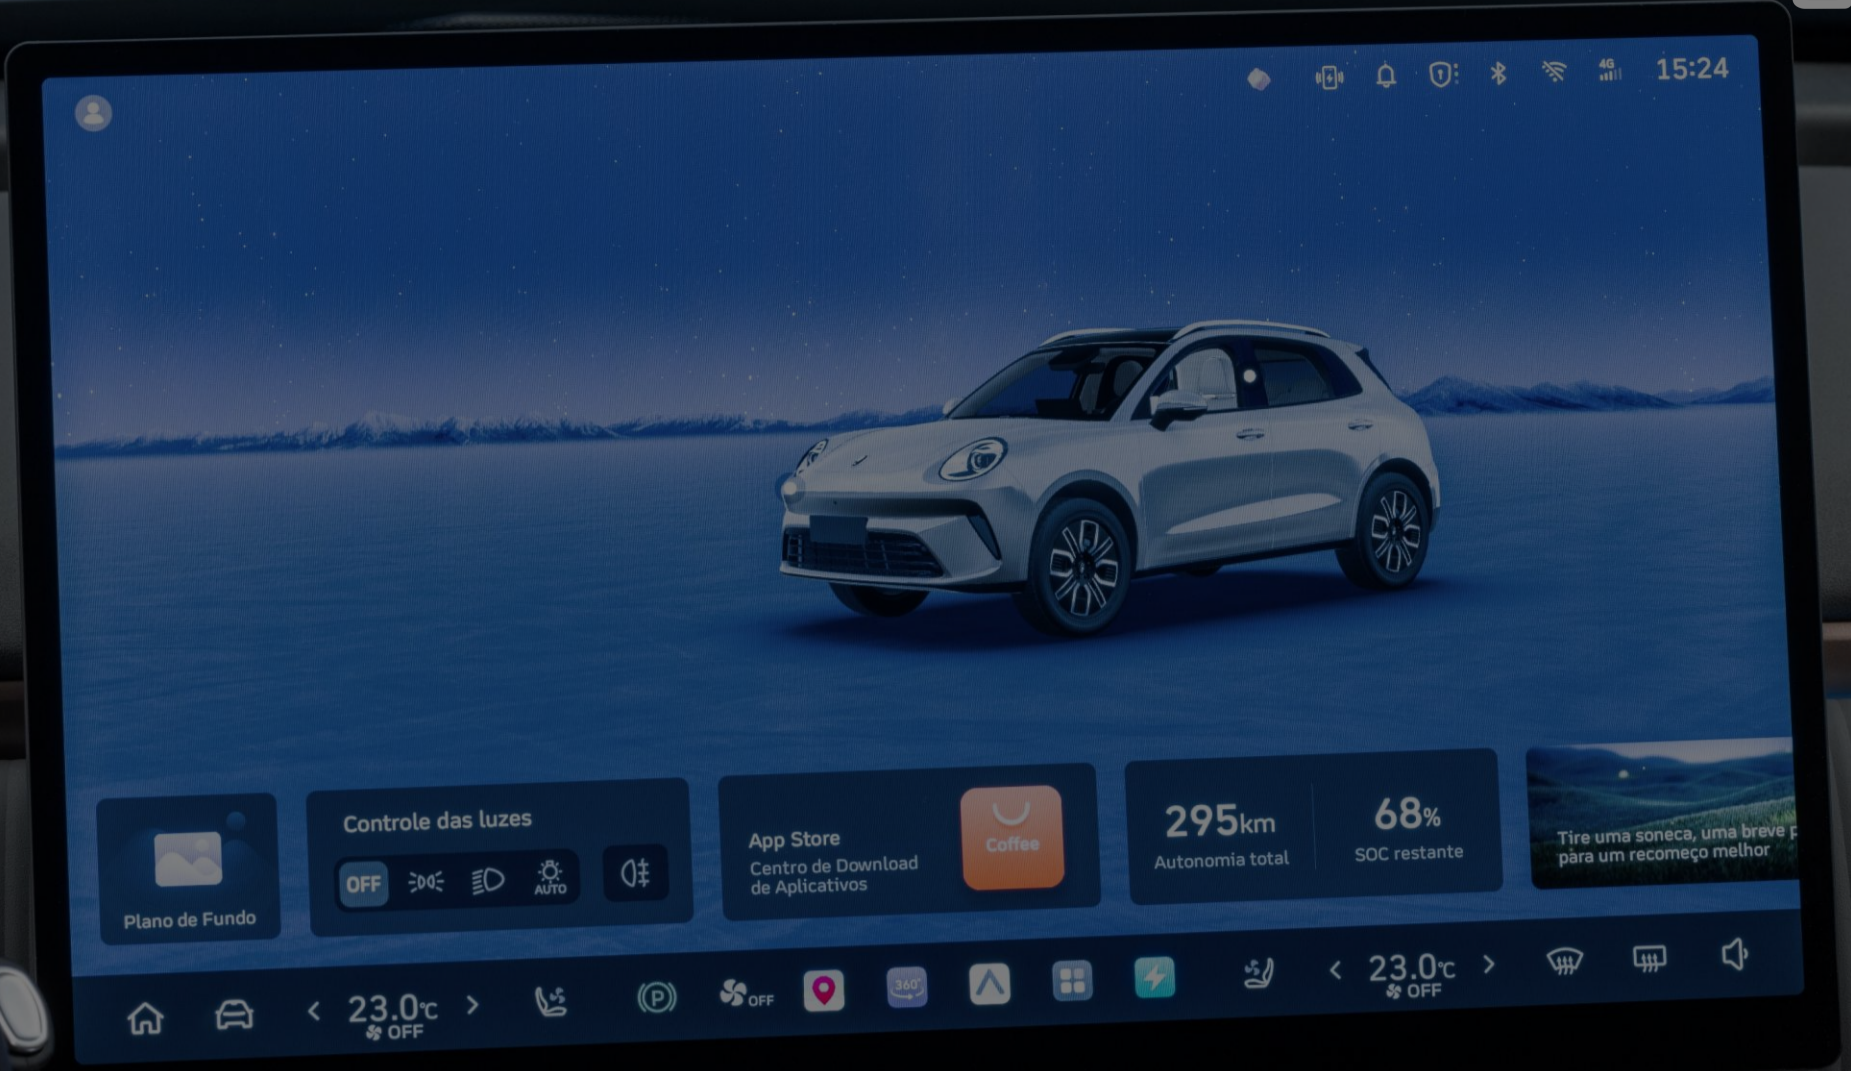 4G
15:24
Plano de Fundo
Controle das luzes
OFF
AUTO
App Store
Centro de Download
de Aplicativos
Coffee
295km
Autonomia total
68%
SOC restante
Tire uma soneca, uma breve p
para um recomeço melhor
23.0°C
OFF
P
OFF
360°
23.0°C
OFF